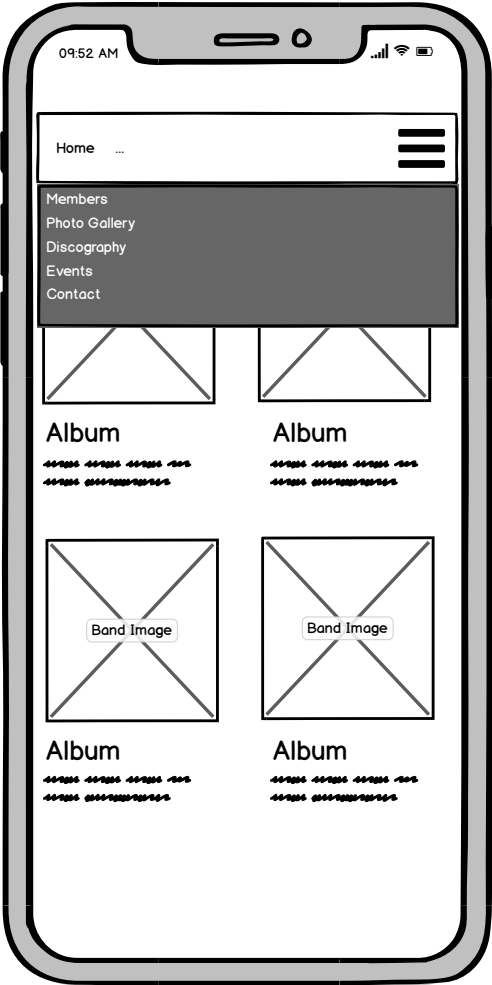 09:52 AM
Home ...
Members
Photo Gallery
Discography
Events
Contact
Album Album
Band Image Band Image
Album Album